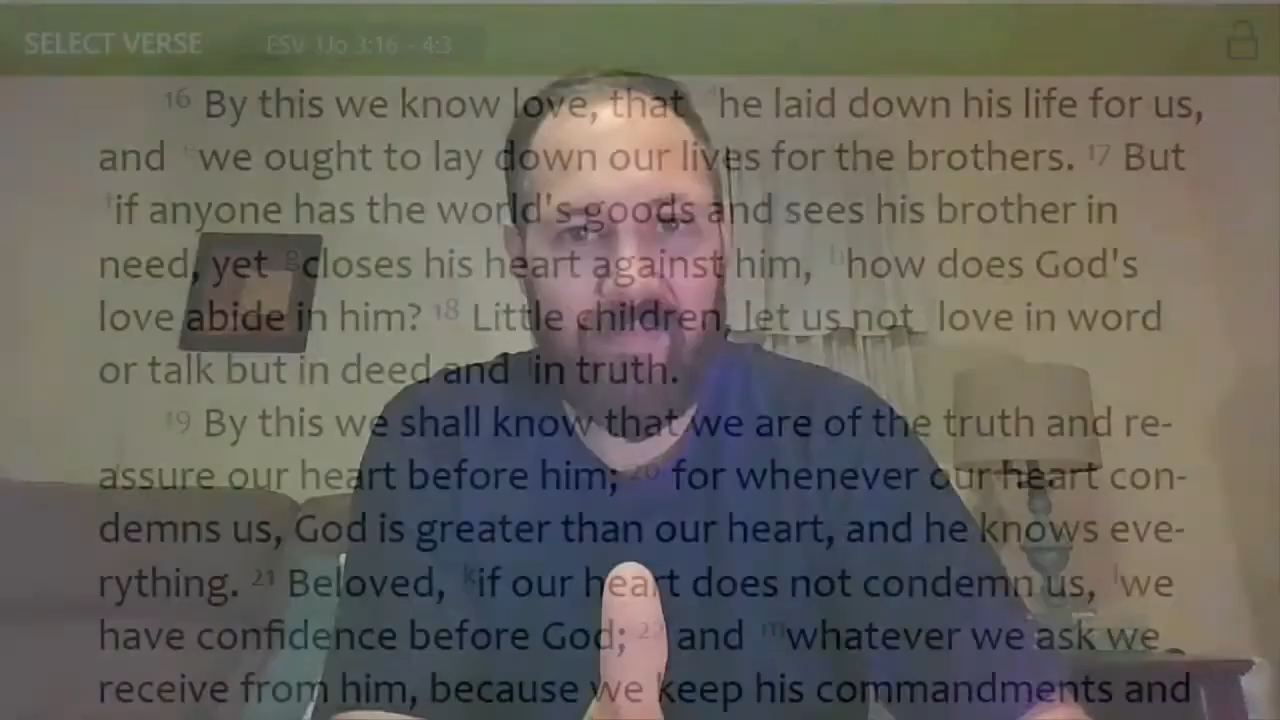 SELECT VERSE ESV 1Jo 3:16 - 4:3
16 By this we know love, that d he laid down his life for us,
and e we ought to lay down our lives for the brothers. 17 But
f if anyone has the world's goods and sees his brother in
need, yet g closes his heart against him, h how does God's
love abide in him? 18 Little children, let us not love in word
or talk but in deed and in truth.
19 By this we shall know that we are of the truth and re-
assure our heart before him; 20 for whenever our heart con-
demns us, God is greater than our heart, and he knows eve-
rything. 21 Beloved, k if our heart does not condemn us, l we
have confidence before God; 22 and m whatever we ask we
receive from him, because we keep his commandments and